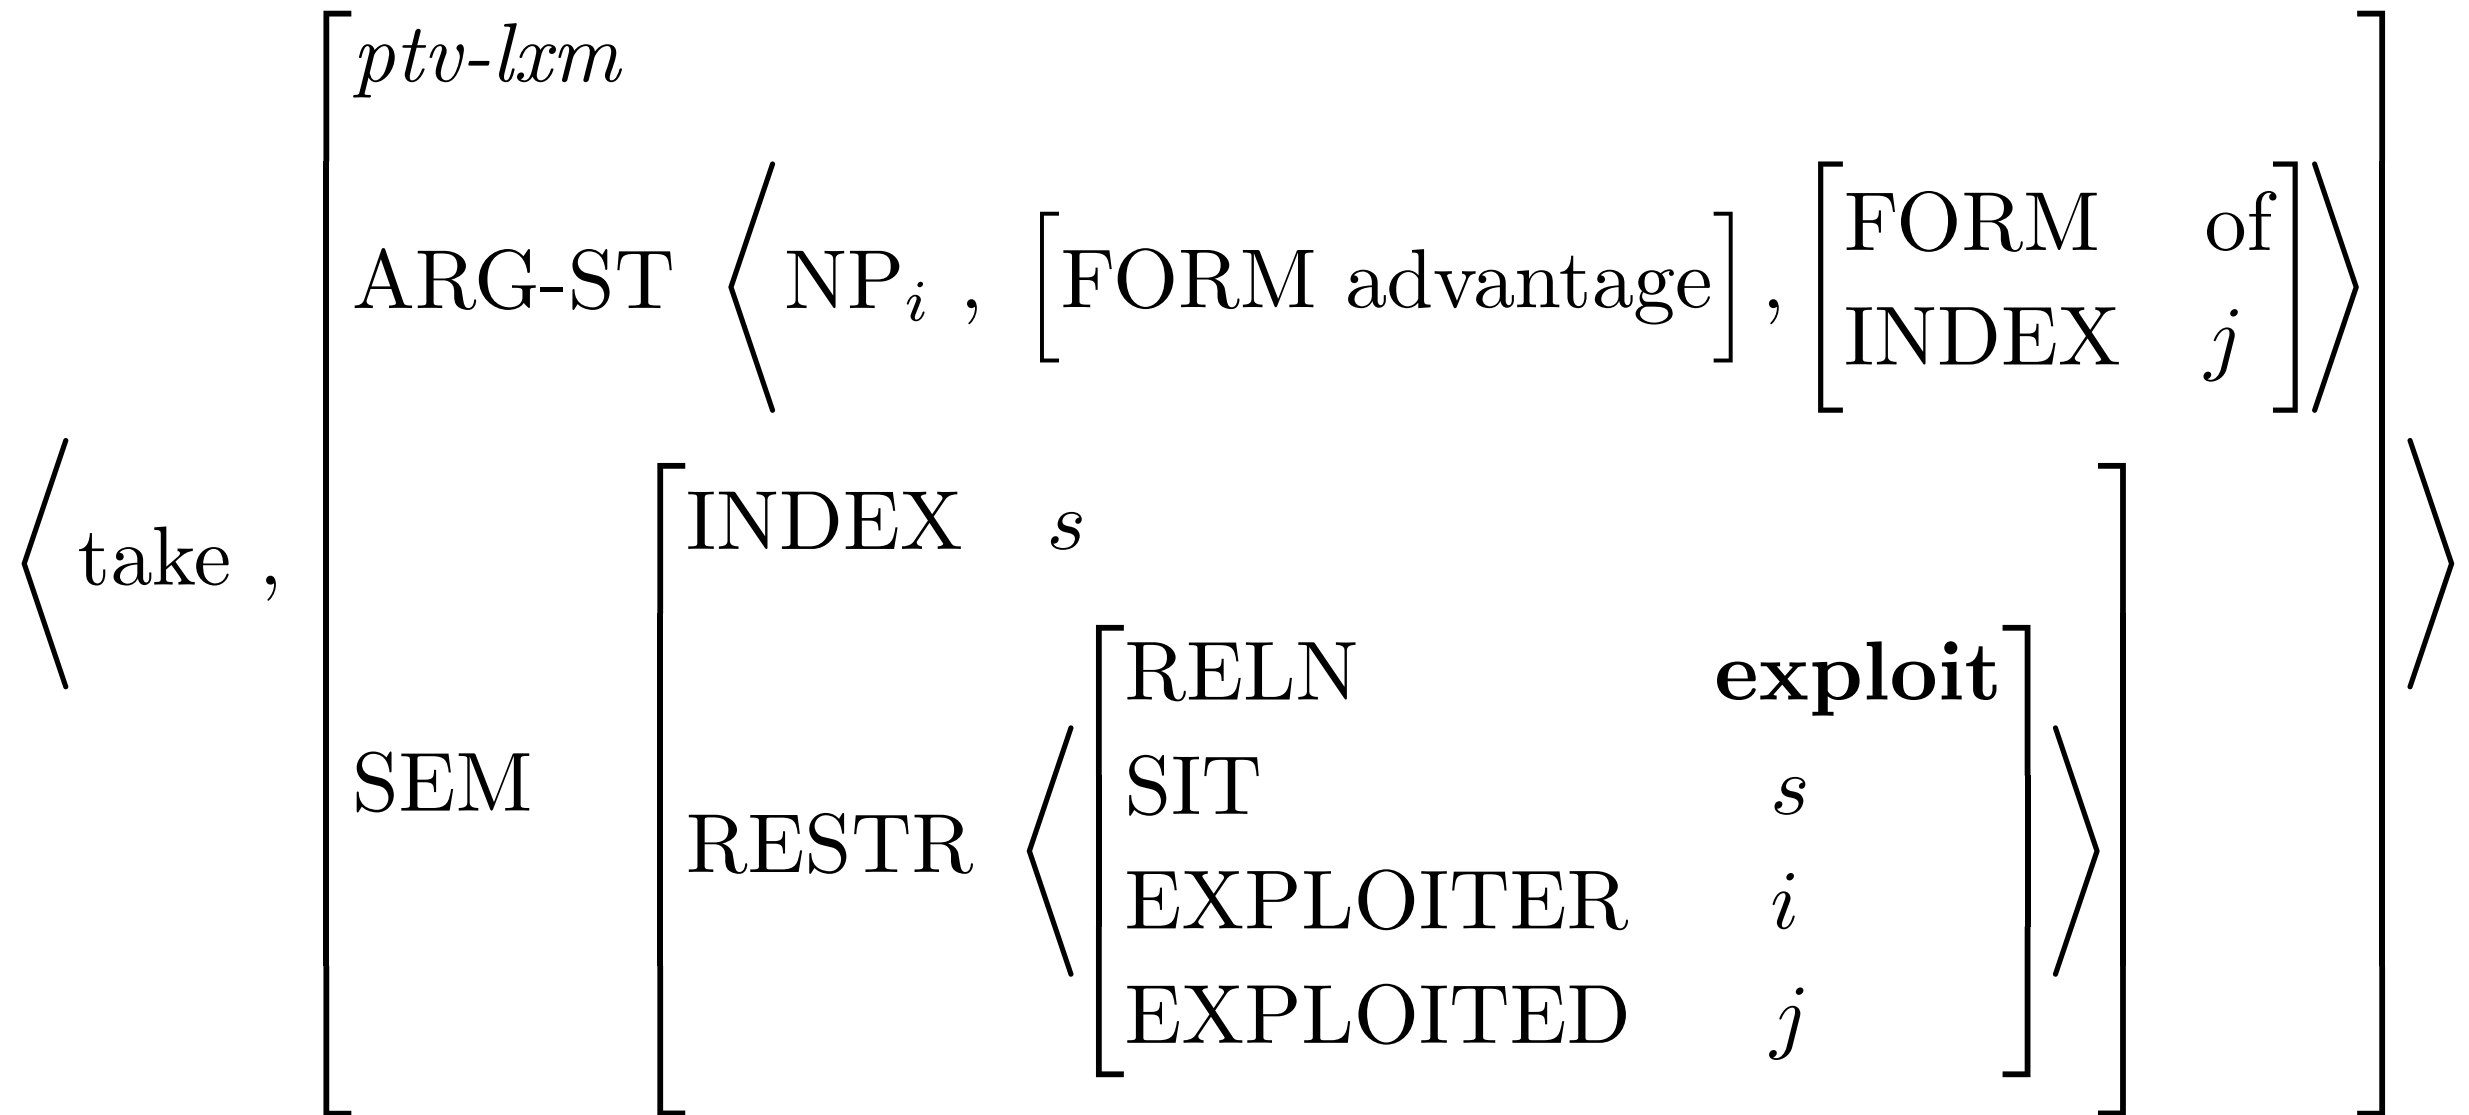 ptv-lxm
ARG-ST ⟨ NP_i , [FORM advantage] , [FORM of
INDEX j] ⟩
⟨ take ,
SEM
INDEX s
RESTR
RELN exploit
SIT s
EXPLOITER i
EXPLOITED j
⟩